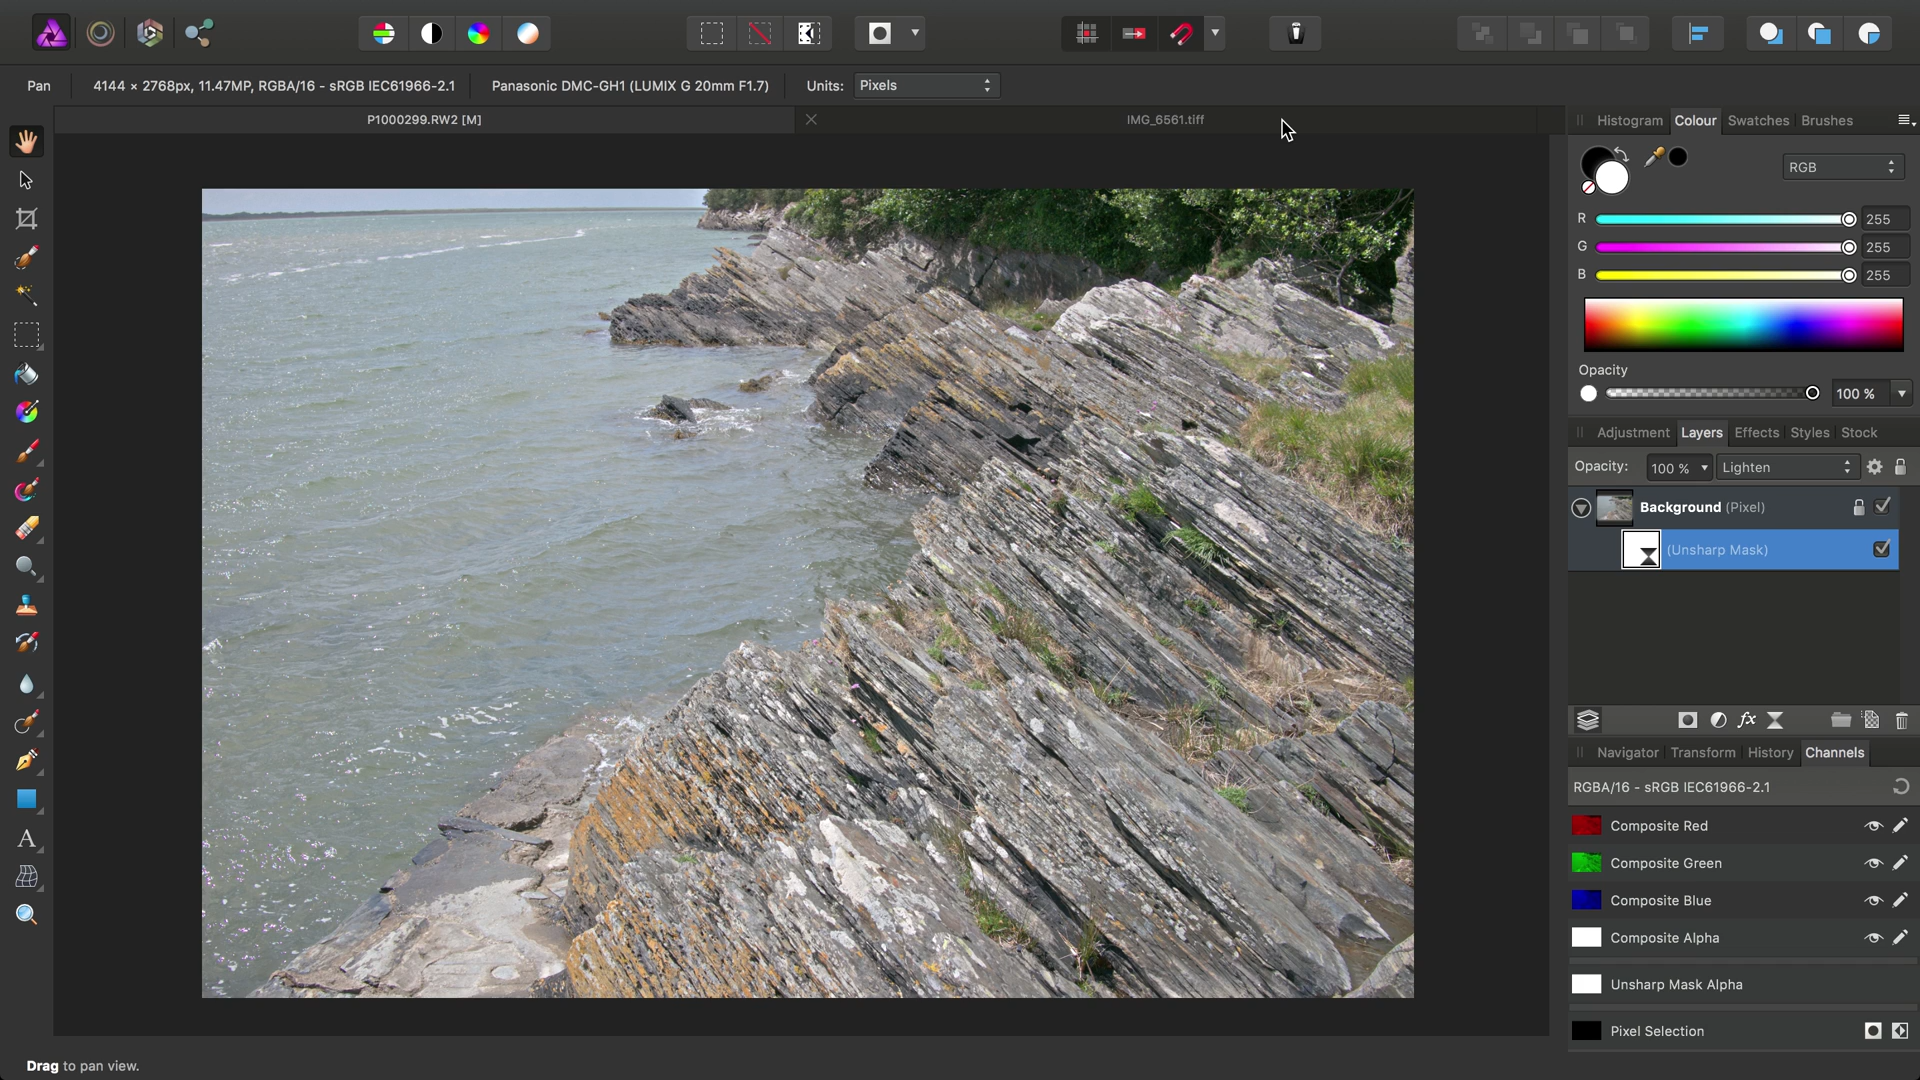 Pan
4144 × 2768px, 11.47MP, RGBA/16 - sRGB IEC61966-2.1
Panasonic DMC-GH1 (LUMIX G 20mm F1.7)
Units:
Pixels
P1000299.RW2 [M]
IMG_6561.tiff
Histogram
Colour
Swatches
Brushes
RGB
R
255
G
255
B
255
Opacity
100 %
Adjustment
Layers
Effects
Styles
Stock
Opacity:
100 %
Lighten
Background (Pixel)
(Unsharp Mask)
fx
Navigator
Transform
History
Channels
RGBA/16 - sRGB IEC61966-2.1
Composite Red
Composite Green
Composite Blue
Composite Alpha
Unsharp Mask Alpha
Pixel Selection
A
Drag to pan view.